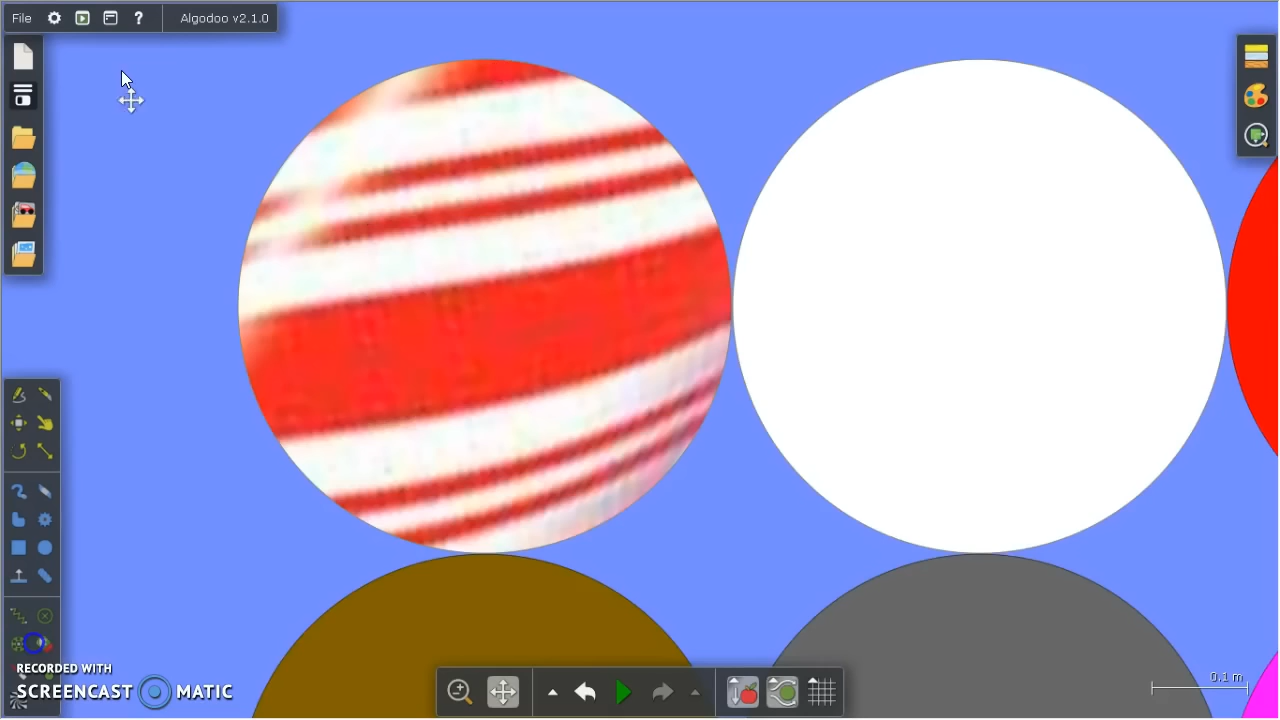 File
?
Algodoo v2.1.0
RECORDED WITH
SCREENCAST MATIC
0.1 m